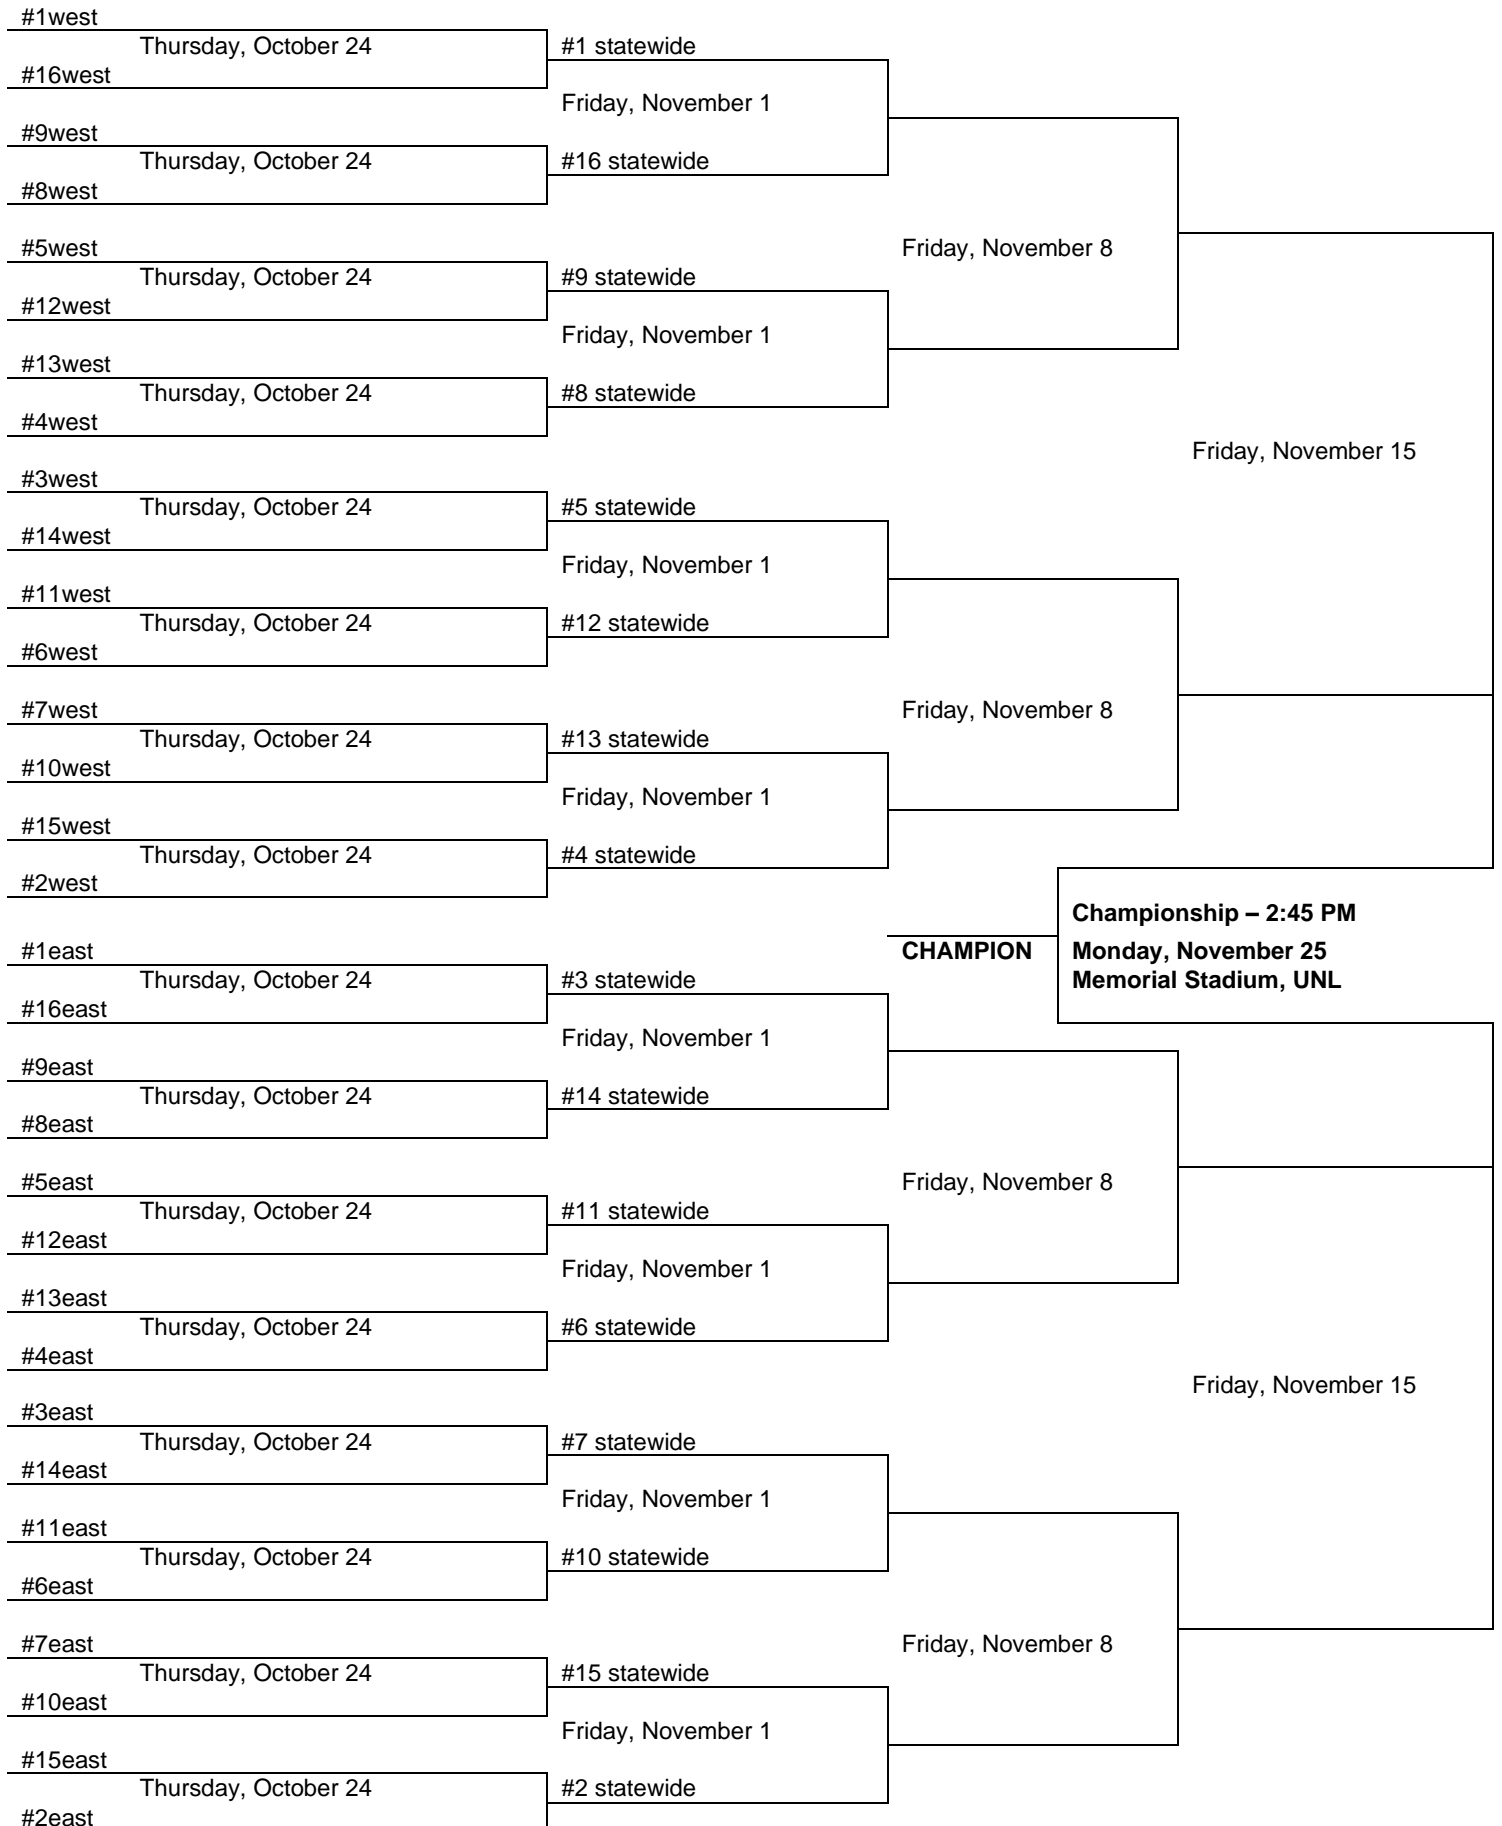 #1west
Thursday, October 24
#1 statewide
#16west
Friday, November 1
#9west
Thursday, October 24
#16 statewide
#8west
#5west
Friday, November 8
Thursday, October 24
#9 statewide
#12west
Friday, November 1
#13west
Thursday, October 24
#8 statewide
#4west
Friday, November 15
#3west
Thursday, October 24
#5 statewide
#14west
Friday, November 1
#11west
Thursday, October 24
#12 statewide
#6west
#7west
Friday, November 8
Thursday, October 24
#13 statewide
#10west
Friday, November 1
#15west
Thursday, October 24
#4 statewide
#2west
Championship – 2:45 PM
#1east
CHAMPION
Monday, November 25
Thursday, October 24
#3 statewide
Memorial Stadium, UNL
#16east
Friday, November 1
#9east
Thursday, October 24
#14 statewide
#8east
#5east
Friday, November 8
Thursday, October 24
#11 statewide
#12east
Friday, November 1
#13east
Thursday, October 24
#6 statewide
#4east
Friday, November 15
#3east
Thursday, October 24
#7 statewide
#14east
Friday, November 1
#11east
Thursday, October 24
#10 statewide
#6east
#7east
Friday, November 8
Thursday, October 24
#15 statewide
#10east
Friday, November 1
#15east
Thursday, October 24
#2 statewide
#2east